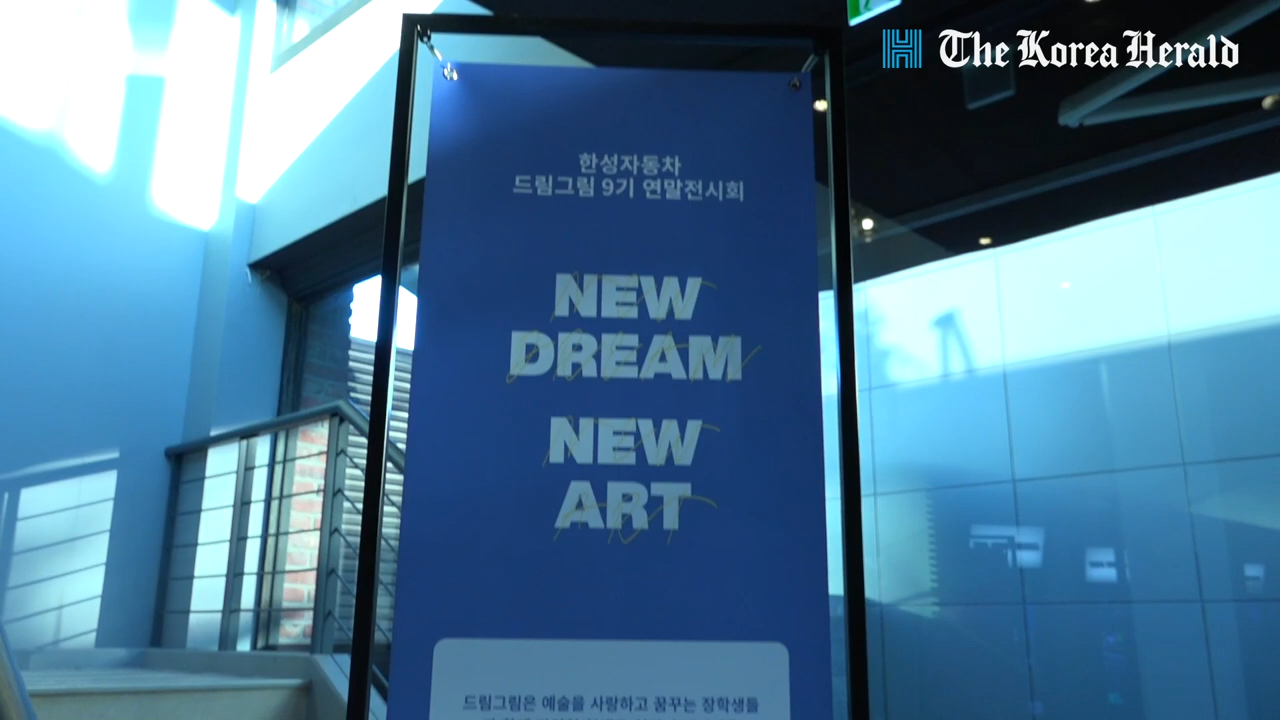 The Korea Herald
한성자동차
드림그림 9기 연말전시회
NEW
DREAM
NEW
ART
드림그림은 예술을 사랑하고 꿈꾸는 장학생들